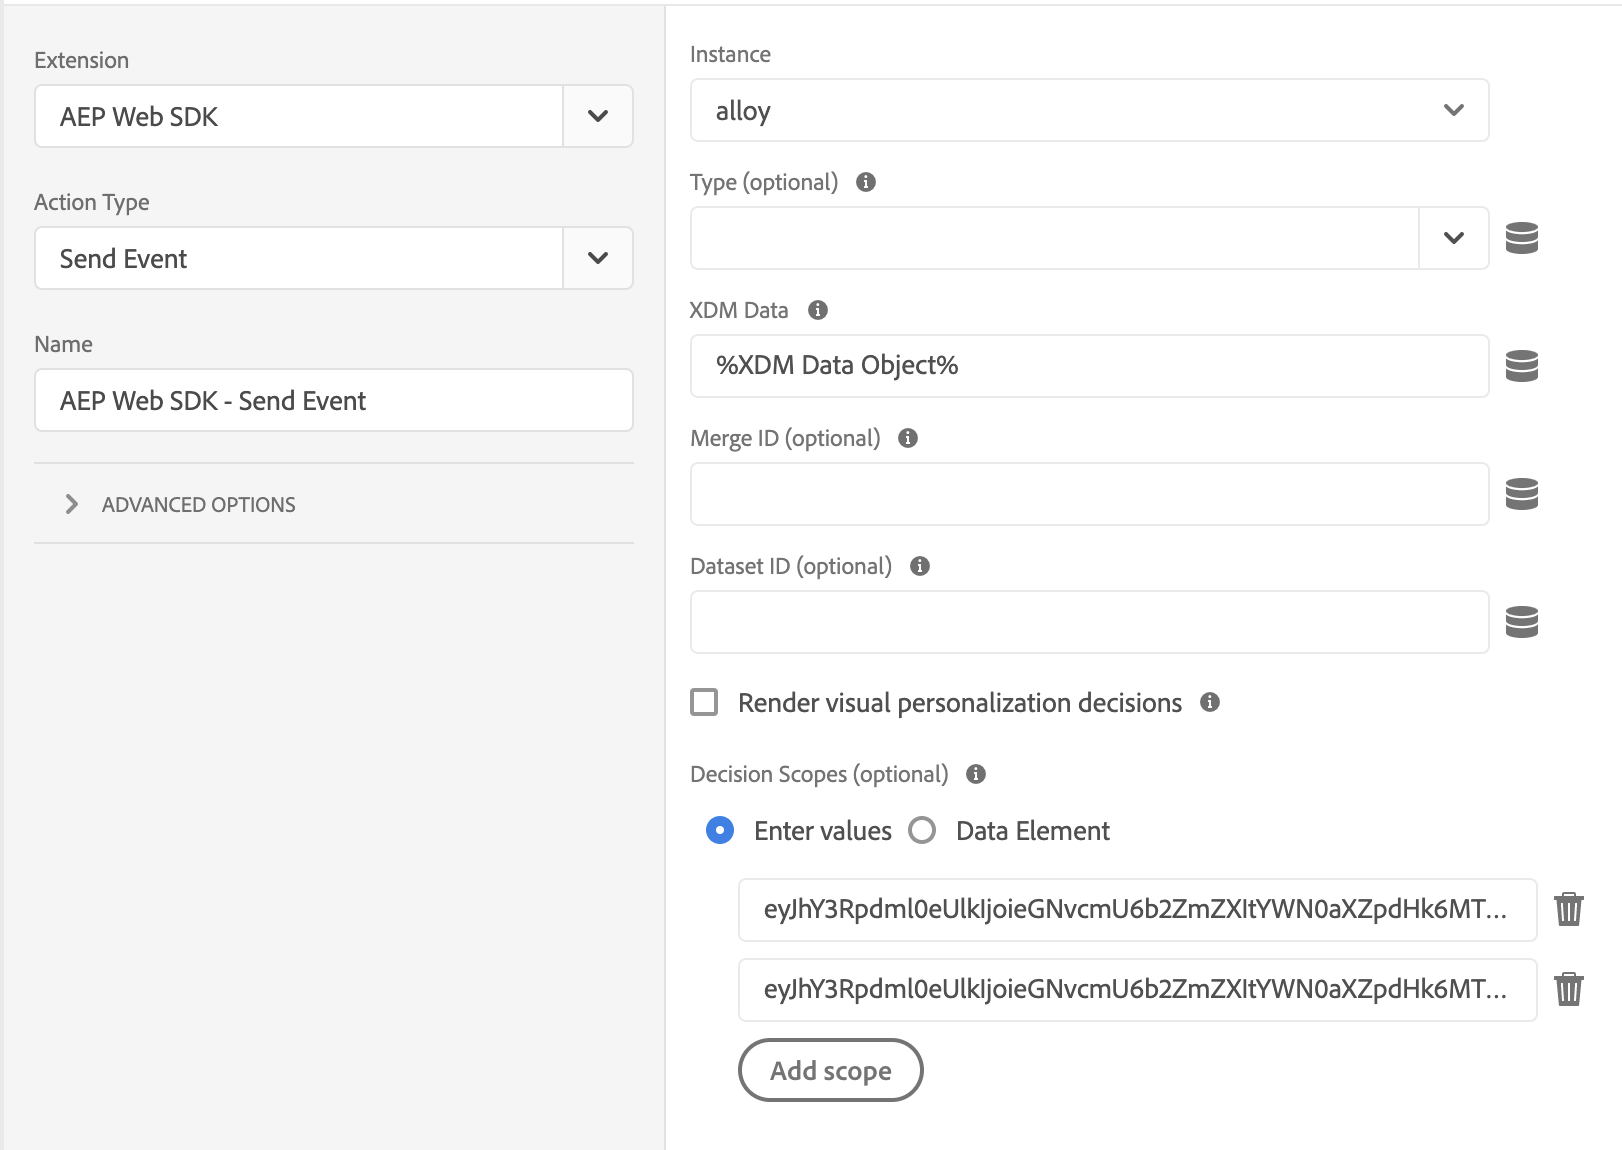 Extension
AEP Web SDK
Action Type
Send Event
Name
AEP Web SDK - Send Event
ADVANCED OPTIONS
Instance
alloy
Type (optional)
XDM Data
%XDM Data Object%
Merge ID (optional)
Dataset ID (optional)
Render visual personalization decisions
Decision Scopes (optional)
Enter values Data Element
eyJhY3Rpdml0eUlkIjoieGNvcmU6b2ZmZXItYWN0aXZpdHk6MT...
eyJhY3Rpdml0eUlkIjoieGNvcmU6b2ZmZXItYWN0aXZpdHk6MT...
Add scope